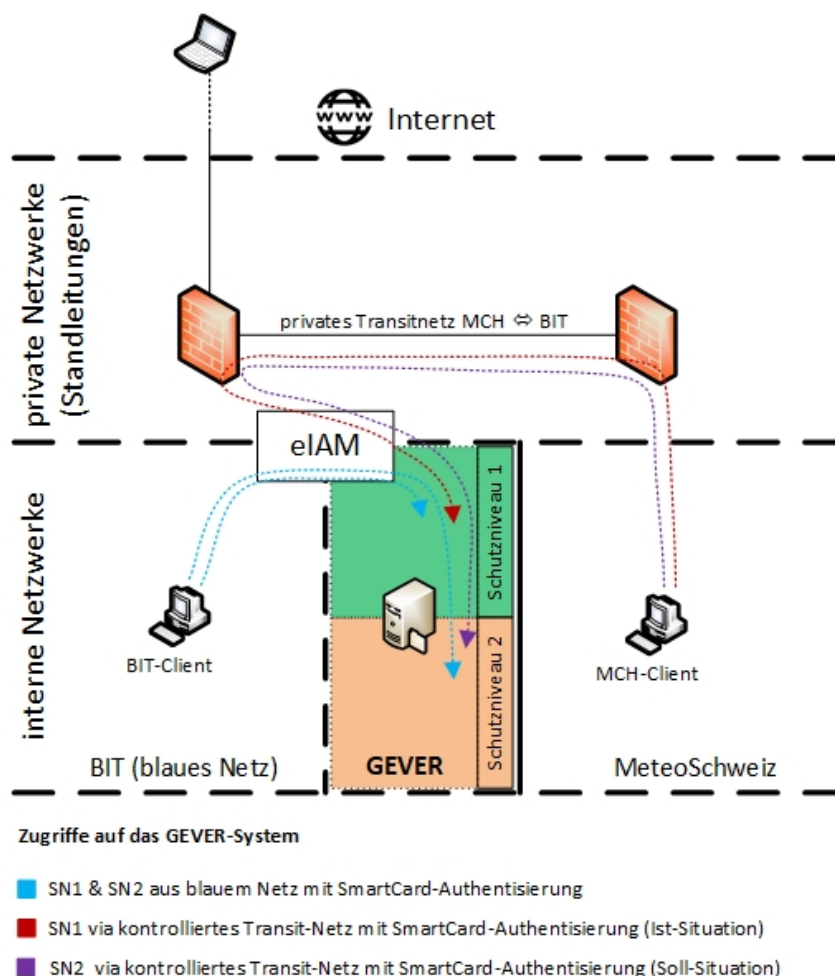 WWW
Internet
private Netzwerke
(Standleitungen)
privates Transitnetz MCH ⇔ BIT
eIAM
Schutzniveau 1
interne Netzwerke
BIT-Client
MCH-Client
Schutzniveau 2
BIT (blaues Netz)
GEVER
MeteoSchweiz
Zugriffe auf das GEVER-System
SN1 & SN2 aus blauem Netz mit SmartCard-Authentisierung
SN1 via kontrolliertes Transit-Netz mit SmartCard-Authentisierung (Ist-Situation)
SN2 via kontrolliertes Transit-Netz mit SmartCard-Authentisierung (Soll-Situation)